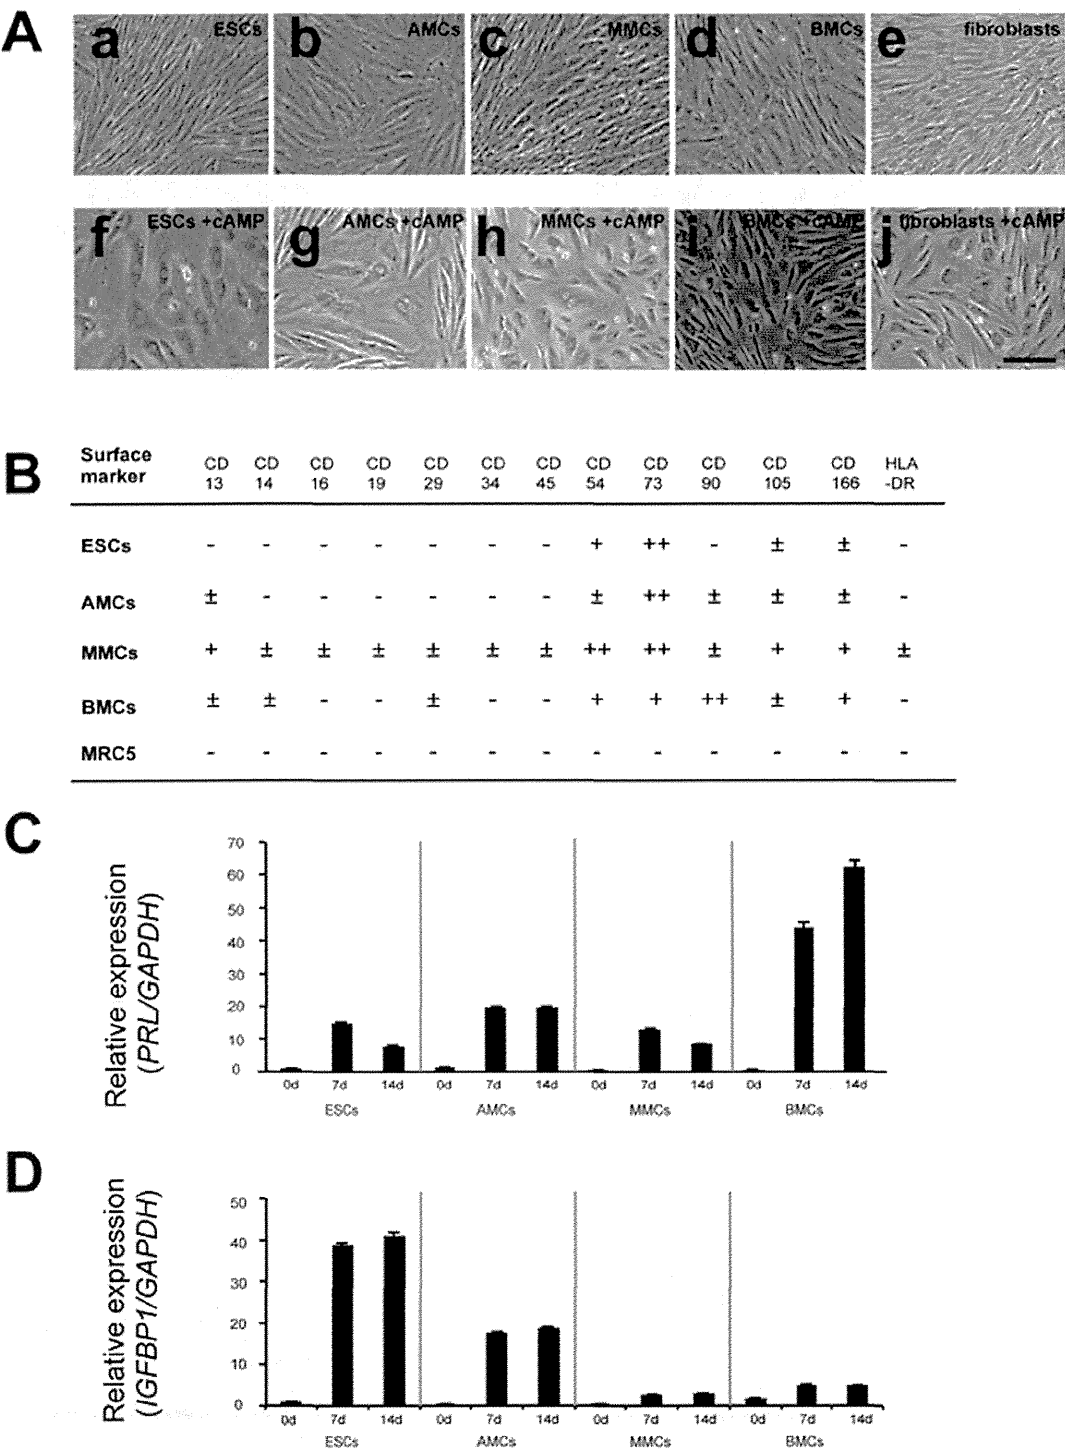 A
a ESCs b AMCs c MMCs d BMCs e fibroblasts
f ESCs +cAMP g AMCs +cAMP h MMCs +cAMP i BMCs +cAMP j fibroblasts +cAMP
B
Surface marker CD 13 CD 14 CD 16 CD 19 CD 29 CD 34 CD 45 CD 54 CD 73 CD 90 CD 105 CD 166 HLA -DR
ESCs - - - - - - - + ++ - ± ± -
AMCs ± - - - - - - ± ++ ± ± ± -
MMCs + ± ± ± ± ± ± ++ ++ ± + + ±
BMCs ± ± - - ± - - + + ++ ± + -
MRC5 - - - - - - - - - - - - -
C
Relative expression
(PRL/GAPDH)
70
60
50
40
30
20
10
0
0d 7d 14d 0d 7d 14d 0d 7d 14d 0d 7d 14d
ESCs AMCs MMCs BMCs
D
Relative expression
(IGFBP1/GAPDH)
50
40
30
20
10
0
0d 7d 14d 0d 7d 14d 0d 7d 14d 0d 7d 14d
ESCs AMCs MMCs BMCs